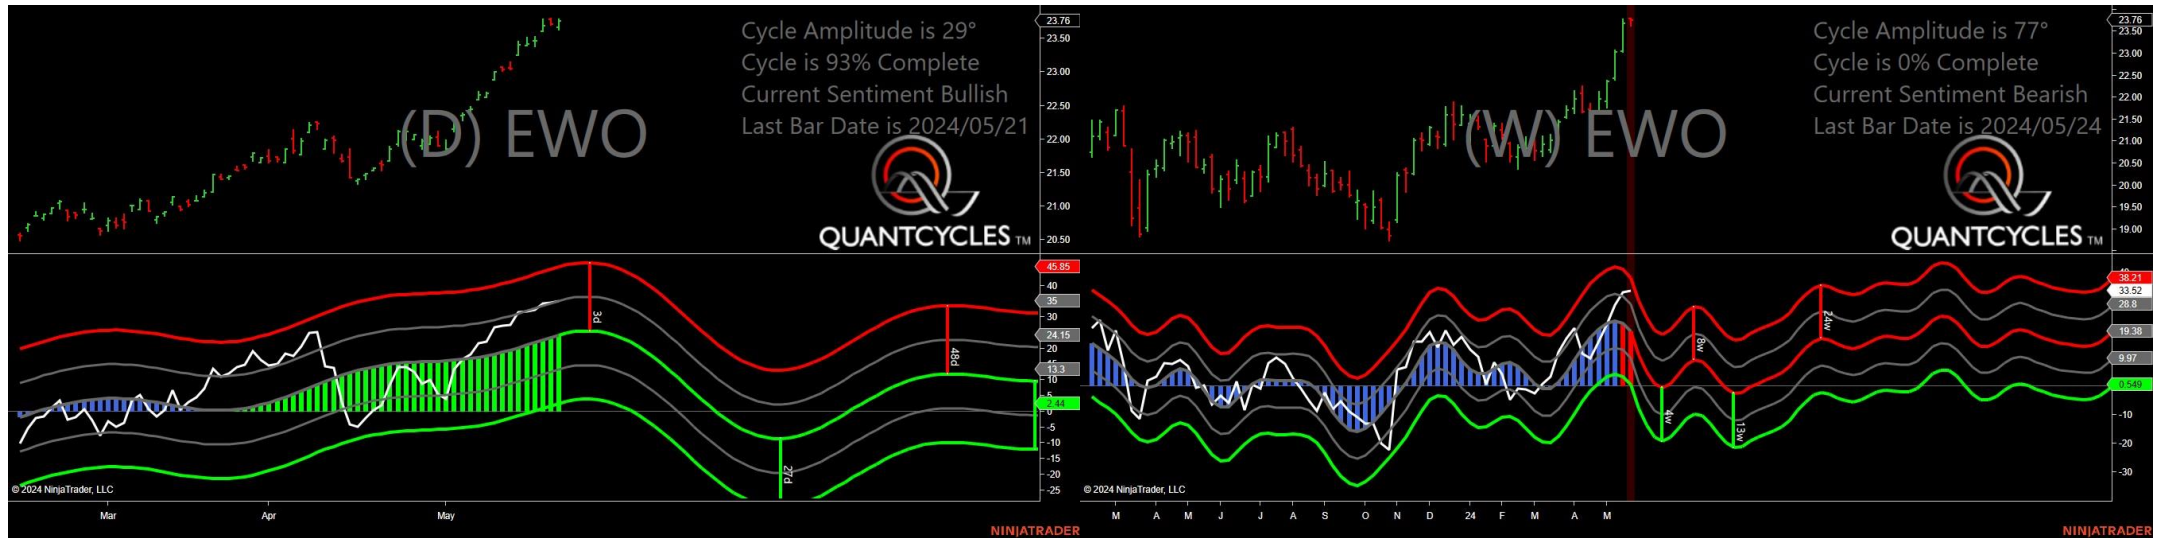 Cycle Amplitude is 29°
Cycle is 93% Complete
Current Sentiment Bullish
Last Bar Date is 2024/05/21
(D) EWO
QUANTCYCLES TM
23.76
23.50
23.00
22.50
22.00
21.50
21.00
20.50
45.85
40
35
30
24.15
20
13.3
10
5
2.44
0
-5
-10
-15
-20
-25
3d
27d
48d
© 2024 NinjaTrader, LLC
Mar
Apr
May
NINJATRADER
Cycle Amplitude is 77°
Cycle is 0% Complete
Current Sentiment Bearish
Last Bar Date is 2024/05/24
(W) EWO
QUANTCYCLES TM
23.76
23.50
23.00
22.50
22.00
21.50
21.00
20.50
20.00
19.50
19.00
38.21
33.52
28.8
19.38
9.97
0.549
-10
-20
-30
4w
8w
13w
24w
© 2024 NinjaTrader, LLC
M A M J J A S O N D 24 F M A M
NINJATRADER